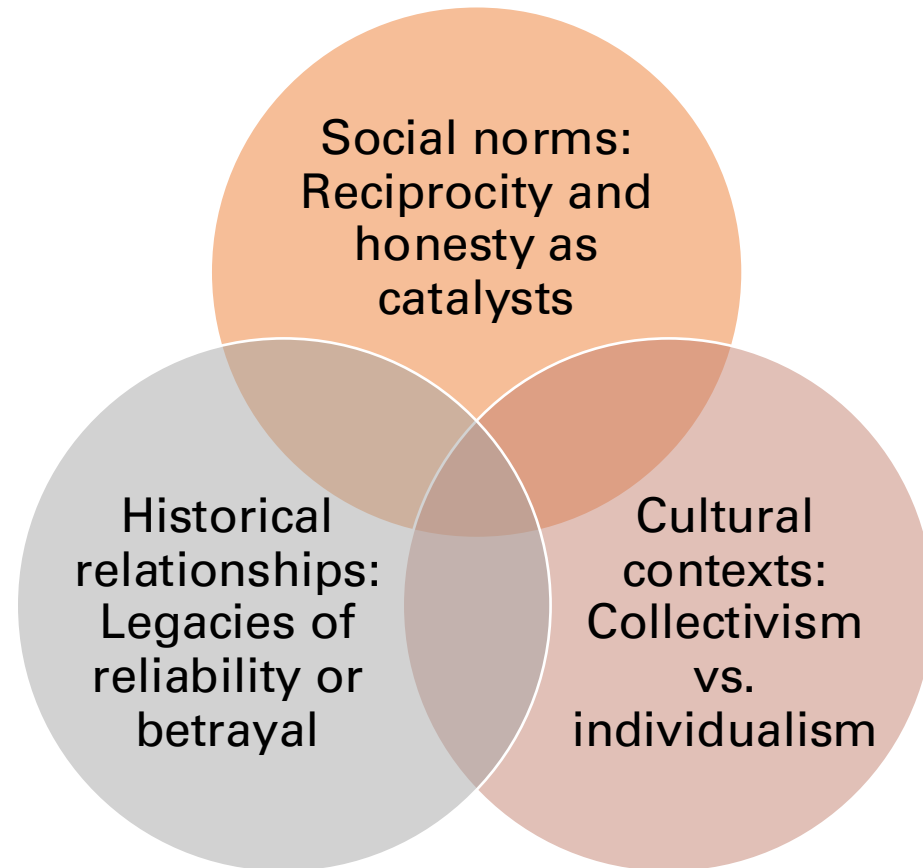 Social norms:
Reciprocity and
honesty as
catalysts
Historical
relationships:
Legacies of
reliability or
betrayal
Cultural
contexts:
Collectivism
vs.
individualism